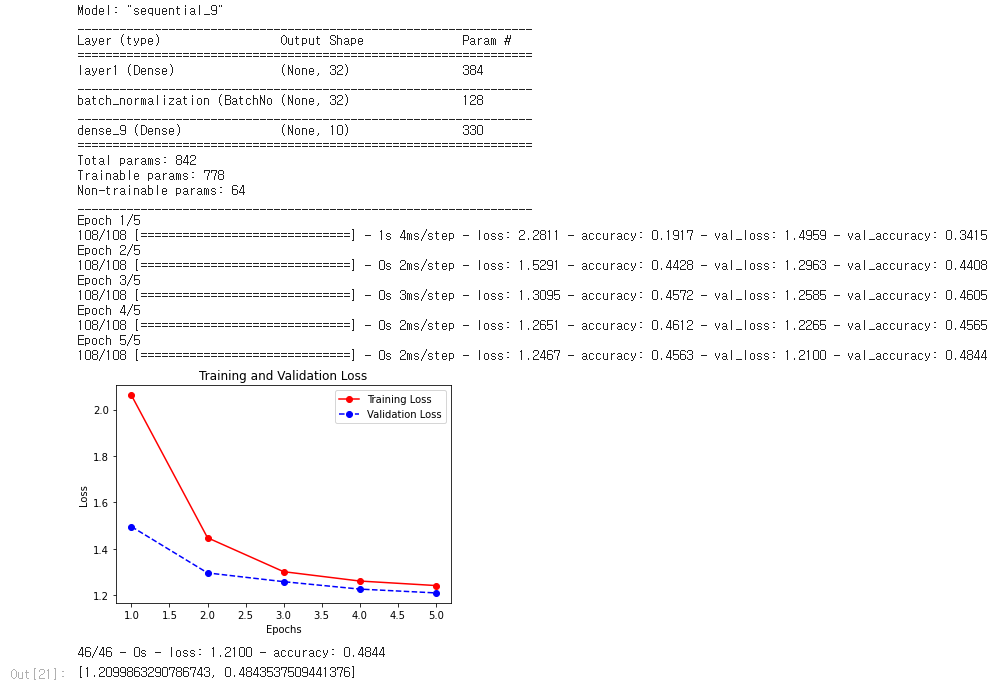 Model: "sequential_9"
Layer (type) Output Shape Param #
layer1 (Dense) (None, 32) 384
batch_normalization (BatchNo (None, 32) 128
dense_9 (Dense) (None, 10) 330
Total params: 842
Trainable params: 778
Non-trainable params: 64
Epoch 1/5
108/108 [==============================] - 1s 4ms/step - loss: 2.2811 - accuracy: 0.1917 - val_loss: 1.4959 - val_accuracy: 0.3415
Epoch 2/5
108/108 [==============================] - 0s 2ms/step - loss: 1.5291 - accuracy: 0.4428 - val_loss: 1.2963 - val_accuracy: 0.4408
Epoch 3/5
108/108 [==============================] - 0s 3ms/step - loss: 1.3095 - accuracy: 0.4572 - val_loss: 1.2585 - val_accuracy: 0.4605
Epoch 4/5
108/108 [==============================] - 0s 2ms/step - loss: 1.2651 - accuracy: 0.4612 - val_loss: 1.2265 - val_accuracy: 0.4565
Epoch 5/5
108/108 [==============================] - 0s 2ms/step - loss: 1.2467 - accuracy: 0.4563 - val_loss: 1.2100 - val_accuracy: 0.4844
Training and Validation Loss
Training Loss
Validation Loss
2.0
1.8
1.6
1.4
1.2
Loss
1.0 1.5 2.0 2.5 3.0 3.5 4.0 4.5 5.0
Epochs
46/46 - 0s - loss: 1.2100 - accuracy: 0.4844
Out[21]: [1.2099863290786743, 0.4843537509441376]